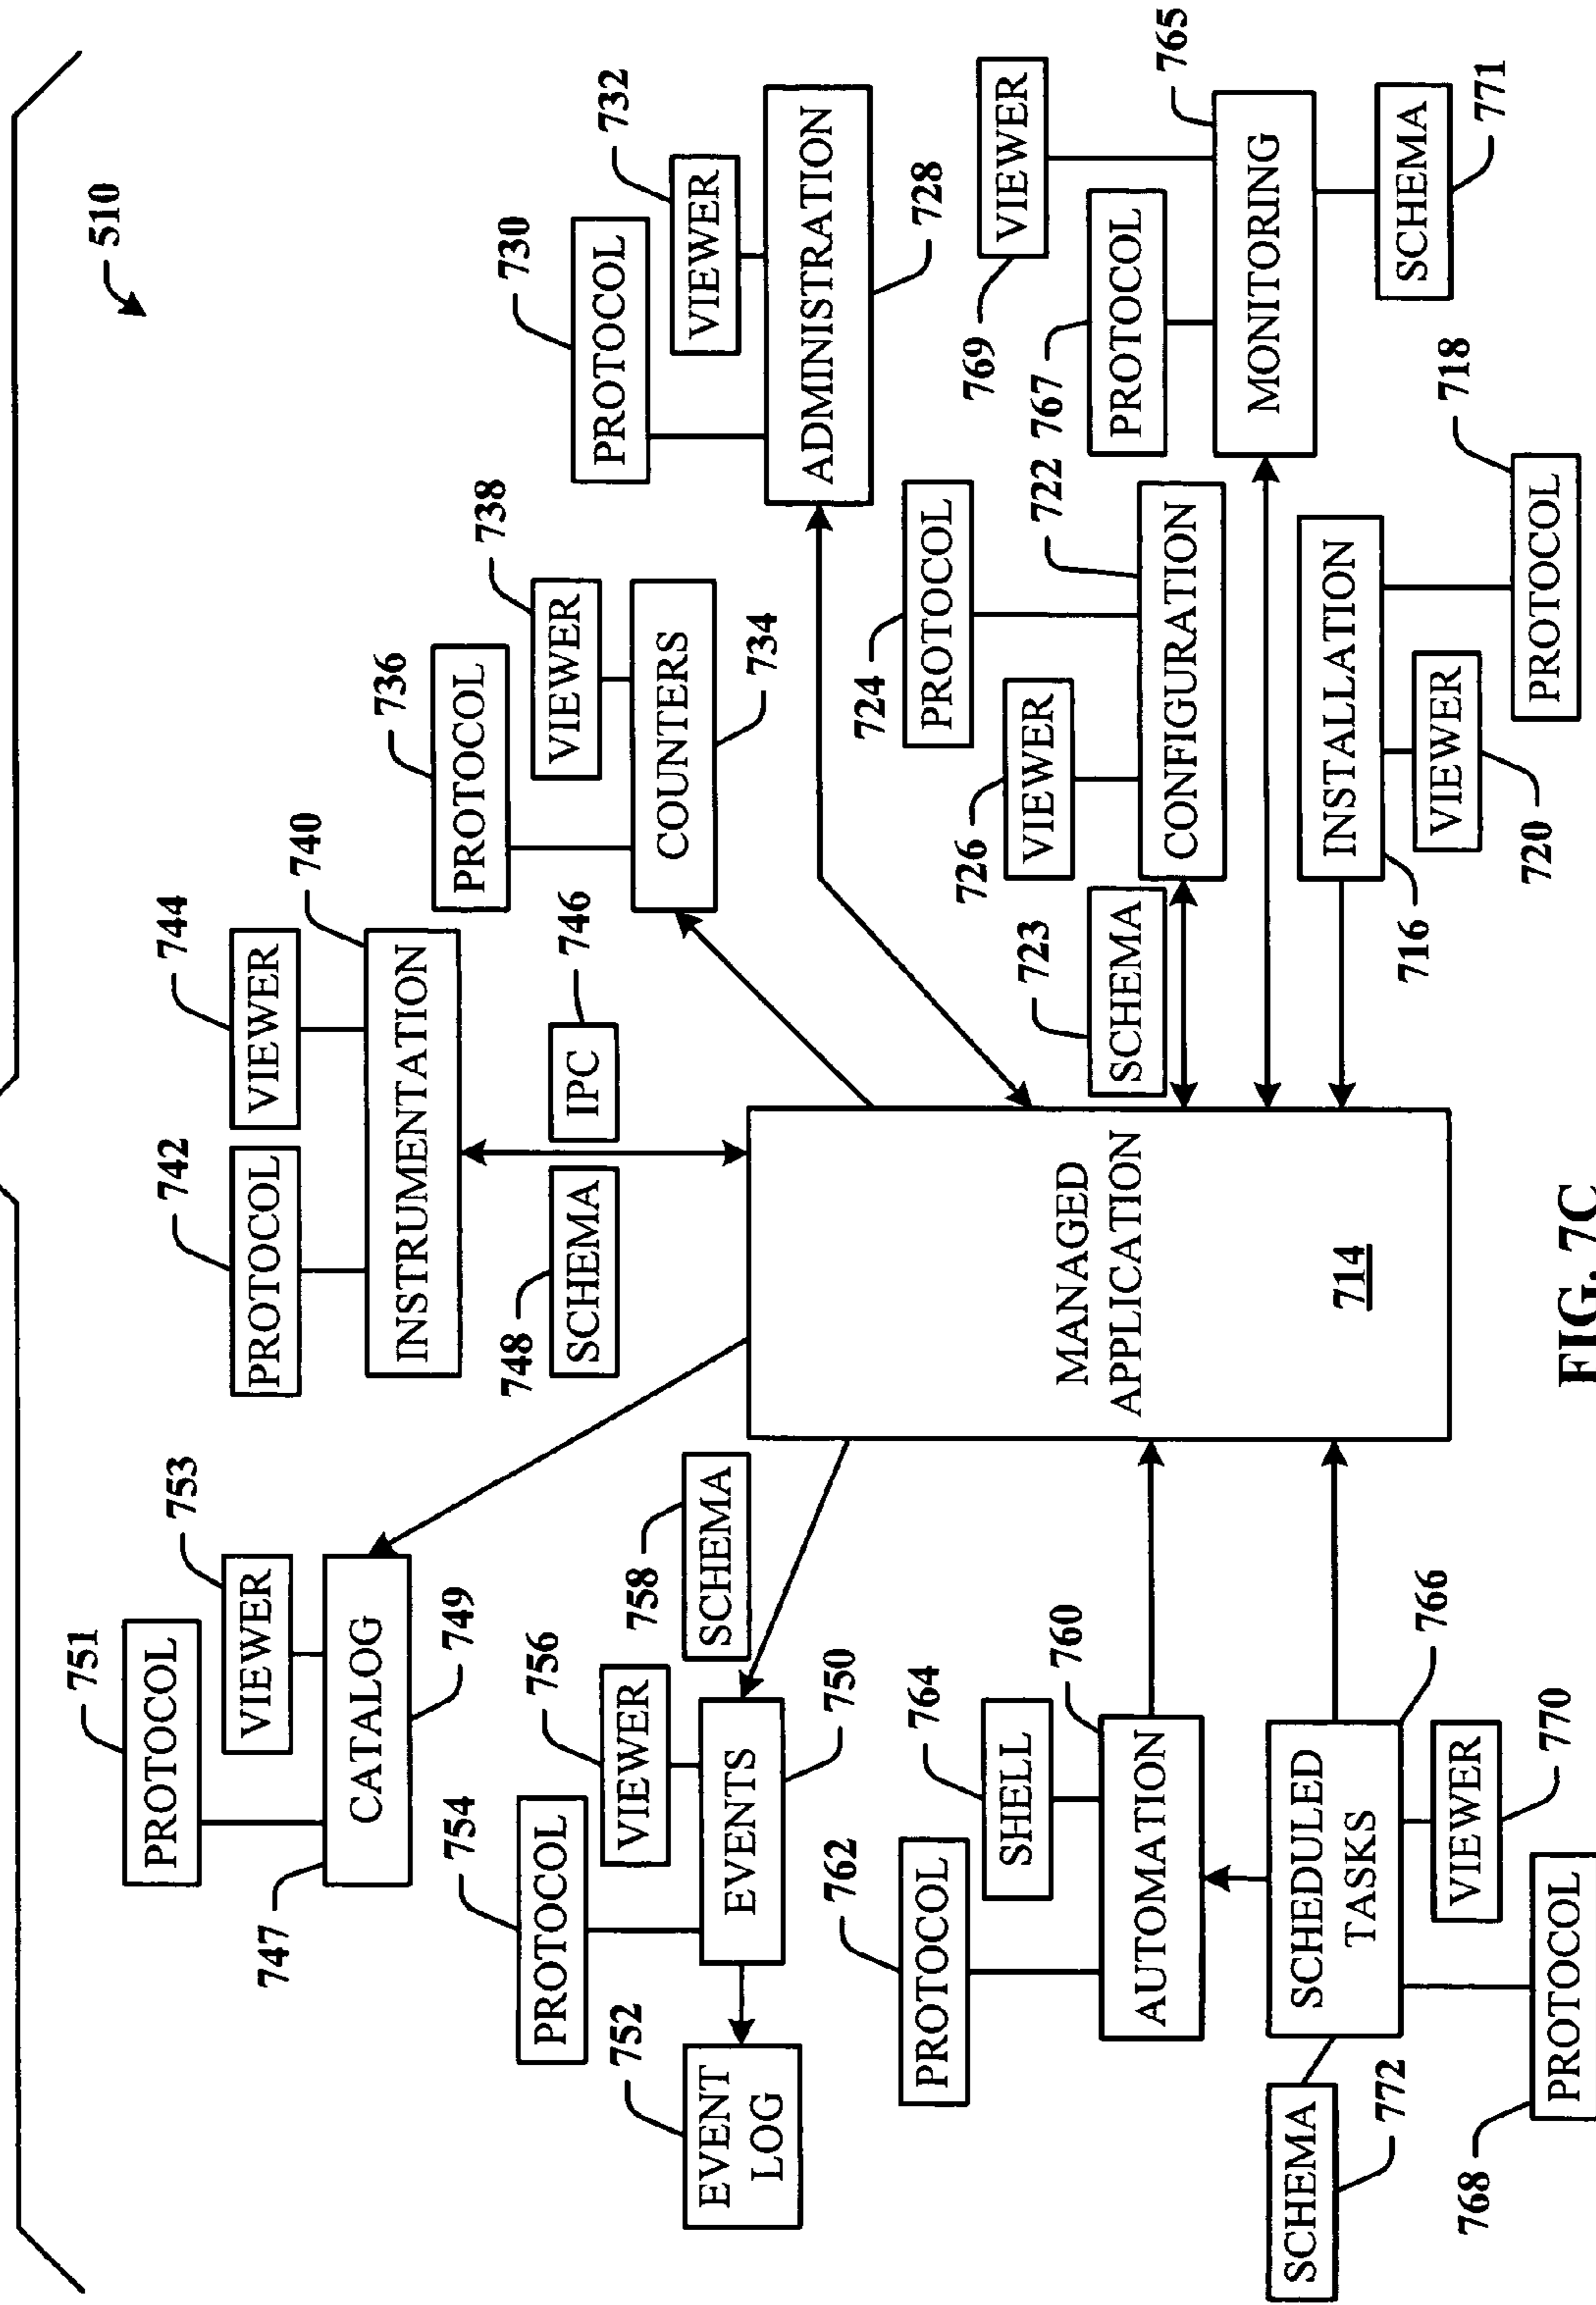 510
751
PROTOCOL
753
VIEWER
CATALOG
747
749
742
PROTOCOL
744
VIEWER
740
INSTRUMENTATION
746
IPC
748
SCHEMA
736
PROTOCOL
738
VIEWER
COUNTERS
734
730
PROTOCOL
732
VIEWER
ADMINISTRATION
728
752
EVENT
LOG
754
PROTOCOL
756
VIEWER
EVENTS
750
758
SCHEMA
762
PROTOCOL
764
SHELL
760
AUTOMATION
SCHEDULED
TASKS
766
770
VIEWER
772
SCHEMA
768
PROTOCOL
MANAGED
APPLICATION
714
723
SCHEMA
724
PROTOCOL
726
VIEWER
722
CONFIGURATION
767
PROTOCOL
769
VIEWER
765
MONITORING
771
SCHEMA
INSTALLATION
716
VIEWER
720
718
PROTOCOL
FIG. 7C